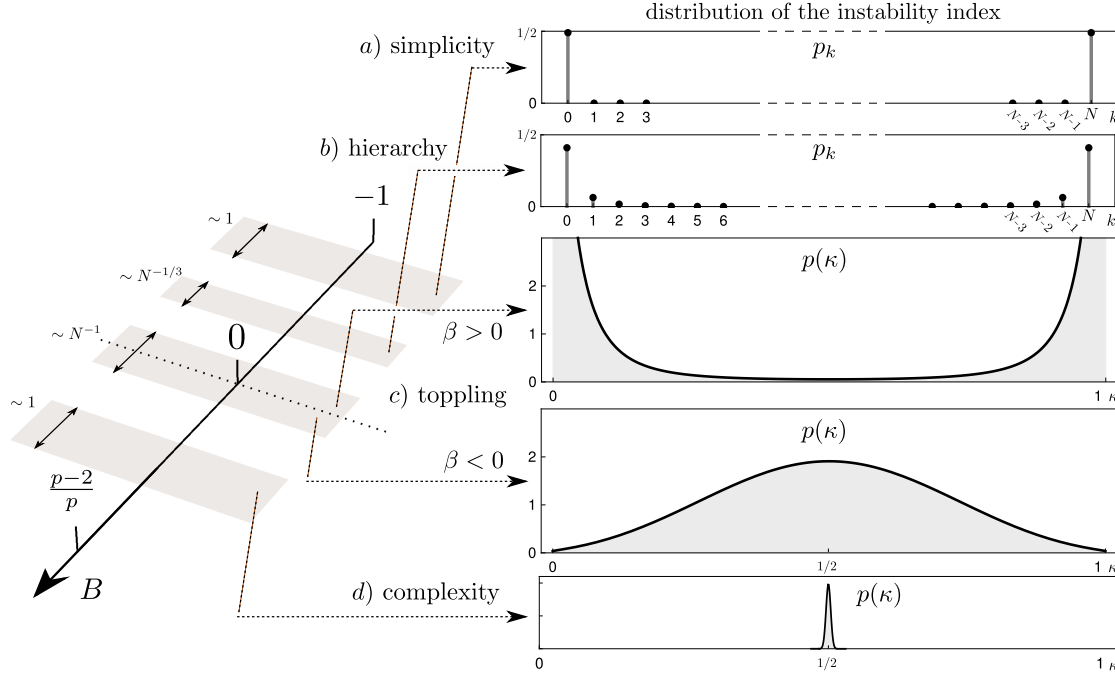 distribution of the instability index
a) simplicity
1/2
p_k
0
0 1 2 3 N-3 N-2 N-1 N k
b) hierarchy
1/2
p_k
0
0 1 2 3 4 5 6 N-3 N-2 N-1 N k
−1
∼ 1
∼ N^{−1/3}
∼ N^{−1}
∼ 1
0
p−2
p
B
c) toppling
β > 0
p(κ)
2
1
0
0 1 κ
β < 0
p(κ)
2
1
0
0 1/2 1 κ
d) complexity
p(κ)
0 1/2 1 κ